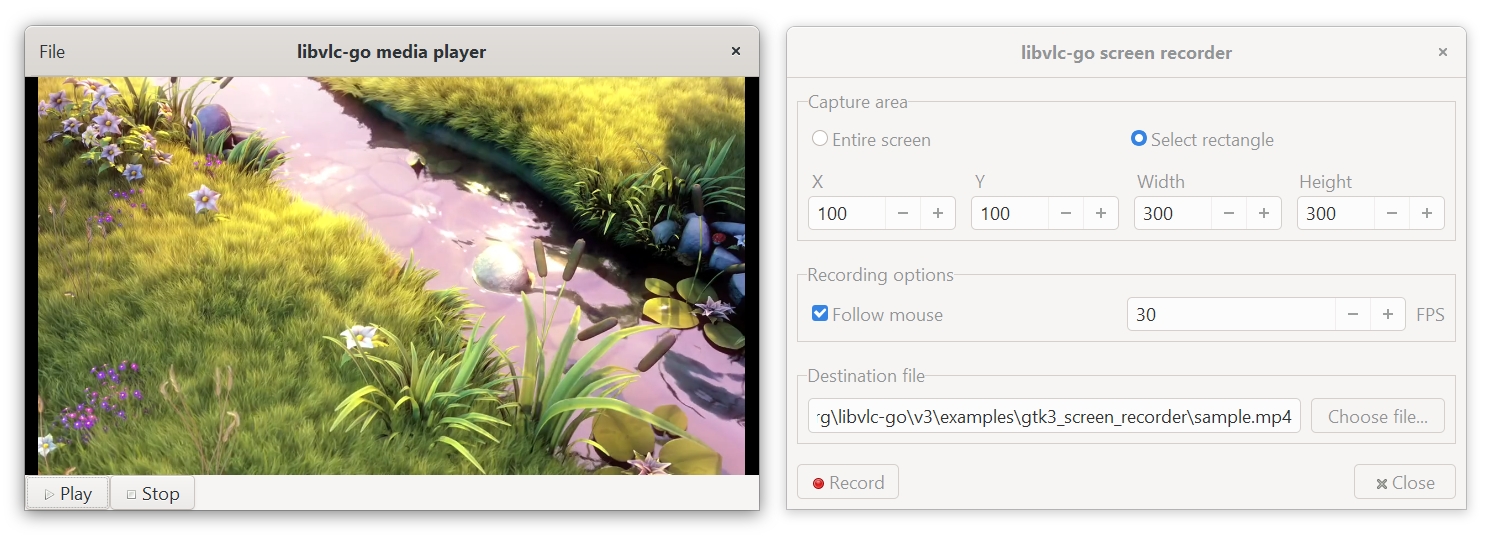 File
libvlc-go media player
Play
Stop
libvlc-go screen recorder
Capture area
Entire screen
Select rectangle
X
Y
Width
Height
100
100
300
300
Recording options
Follow mouse
30
FPS
Destination file
g\libvlc-go\v3\examples\gtk3_screen_recorder\sample.mp4
Choose file...
Record
Close